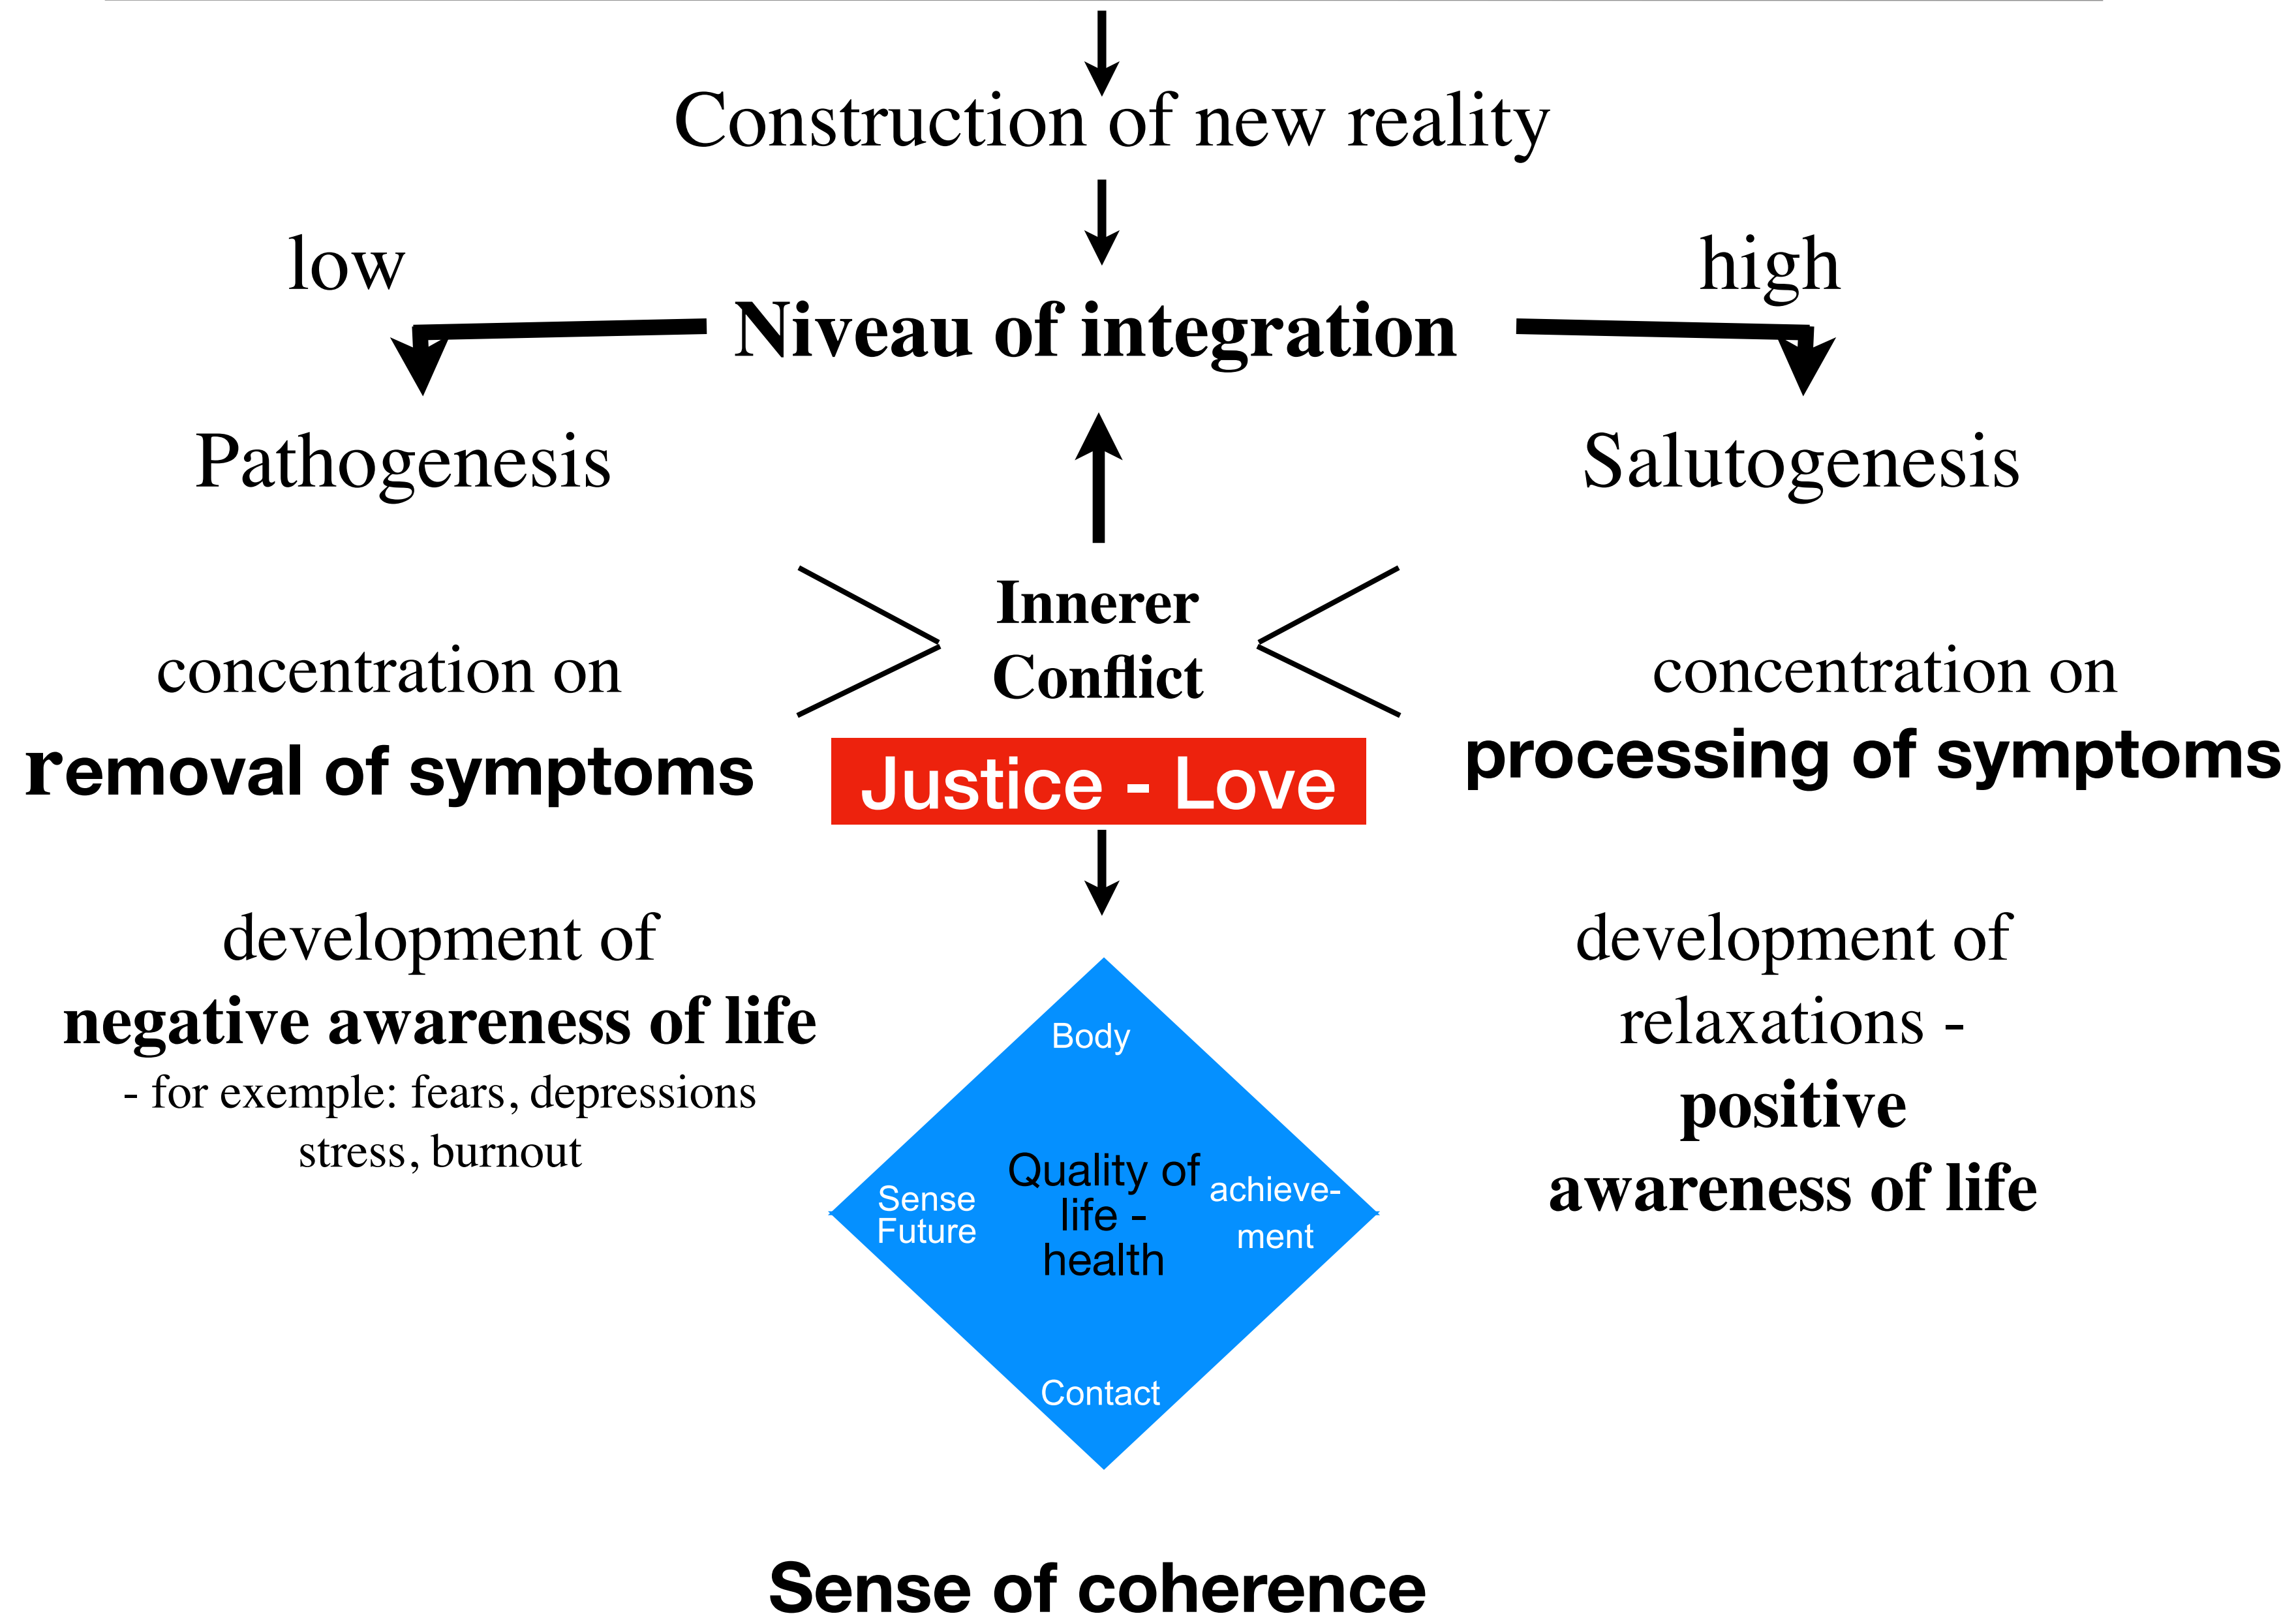 Construction of new reality
low
high
Niveau of integration
Pathogenesis
Salutogenesis
Innerer
Conflict
concentration on
removal of symptoms
concentration on
processing of symptoms
Justice - Love
development of
negative awareness of life
- for exemple: fears, depressions
stress, burnout
development of
relaxations -
positive
awareness of life
Body
Sense
Future
Quality of
life -
health
achieve-
ment
Contact
Sense of coherence